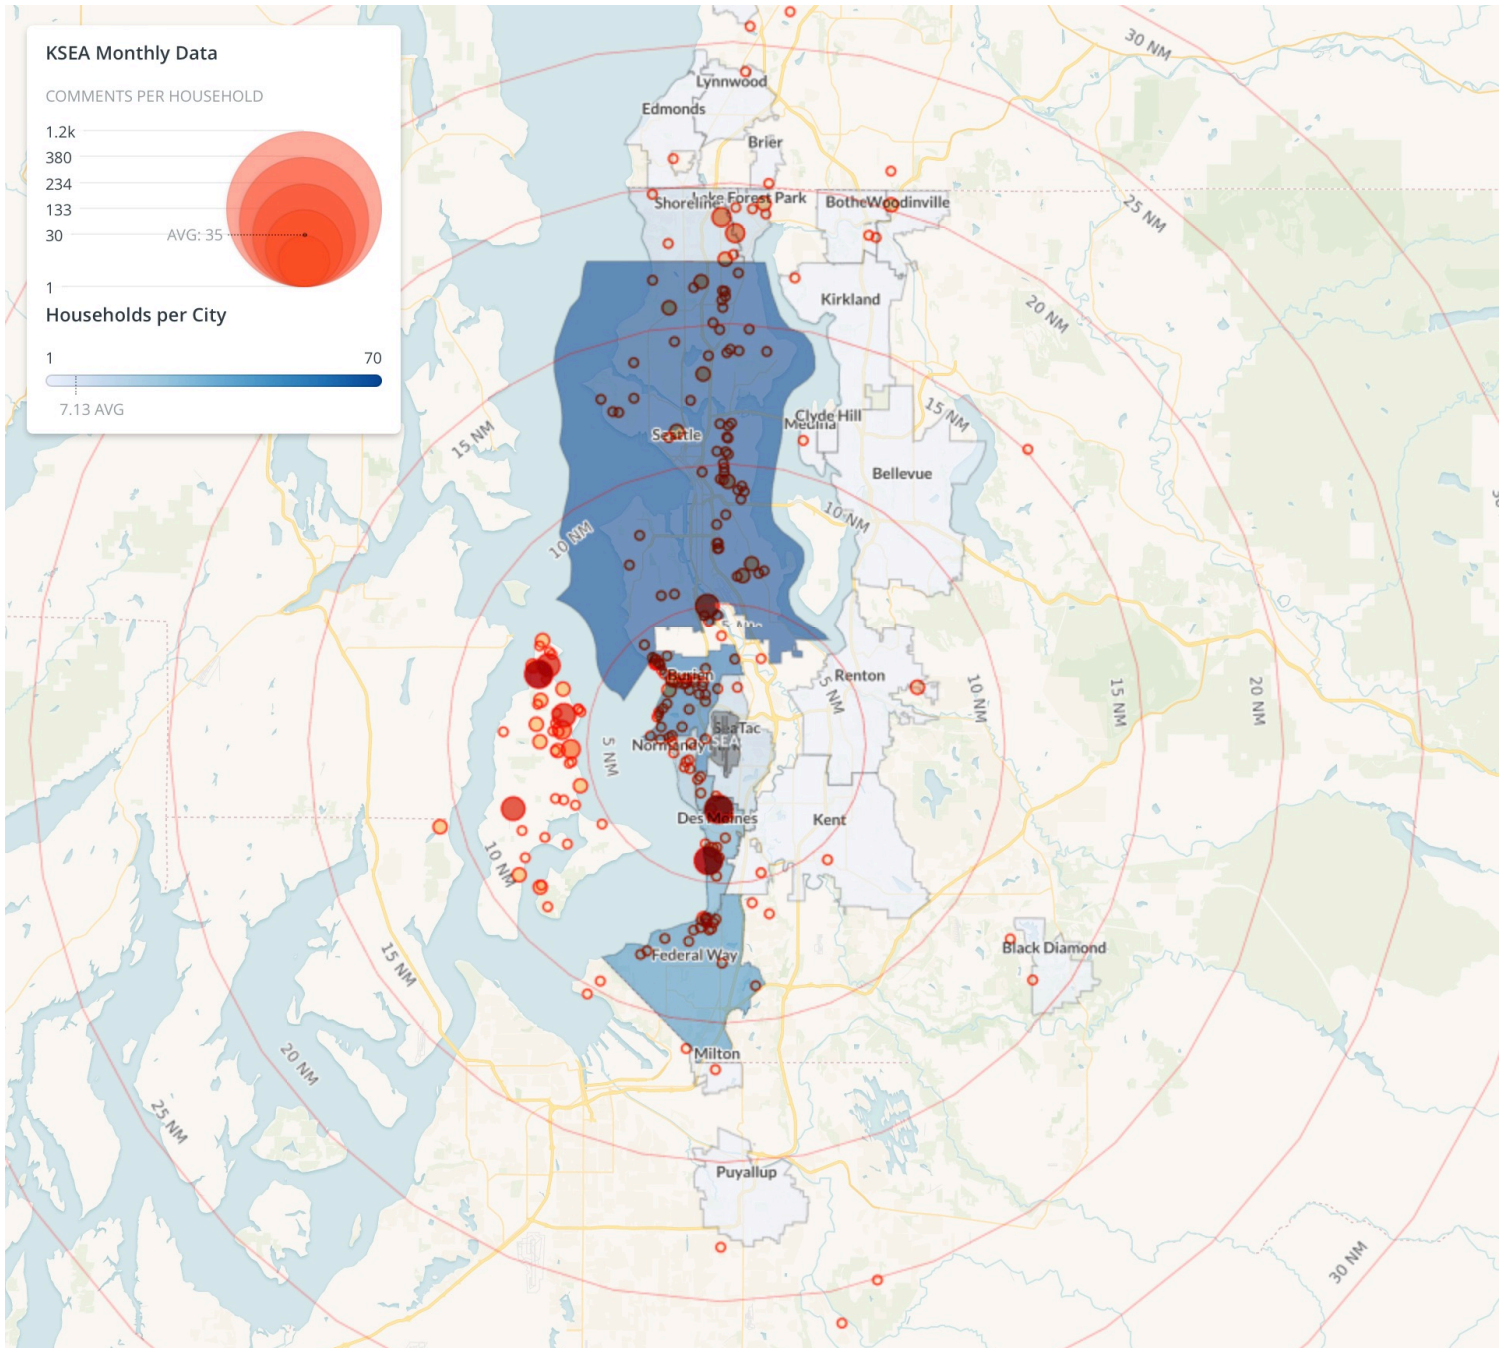 KSEA Monthly Data
COMMENTS PER HOUSEHOLD
1.2k
380
234
133
30
AVG: 35
1
Households per City
1
70
7.13 AVG
30 NM
Lynnwood
Edmonds
Brier
Lake Forest Park
Shoreline
Bothe
Woodinville
25 NM
Kirkland
20 NM
15 NM
Clyde Hill
Medina
15 NM
Seattle
Bellevue
10 NM
10 NM
5 NM
Burien
Renton
5 NM
10 NM
15 NM
20 NM
SeaTac
SEA
Normandy
5 NM
Des Moines
Kent
10 NM
15 NM
Federal Way
Black Diamond
20 NM
Milton
25 NM
Puyallup
30 NM